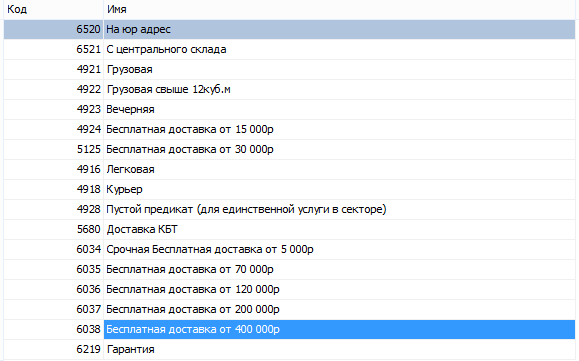 Код Имя
6520 На юр адрес
6521 С центрального склада
4921 Грузовая
4922 Грузовая свыше 12куб.м
4923 Вечерняя
4924 Бесплатная доставка от 15 000р
5125 Бесплатная доставка от 30 000р
4916 Легковая
4918 Курьер
4928 Пустой предикат (для единственной услуги в секторе)
5680 Доставка КБТ
6034 Срочная Бесплатная доставка от 5 000р
6035 Бесплатная доставка от 70 000р
6036 Бесплатная доставка от 120 000р
6037 Бесплатная доставка от 200 000р
6038 Бесплатная доставка от 400 000р
6219 Гарантия